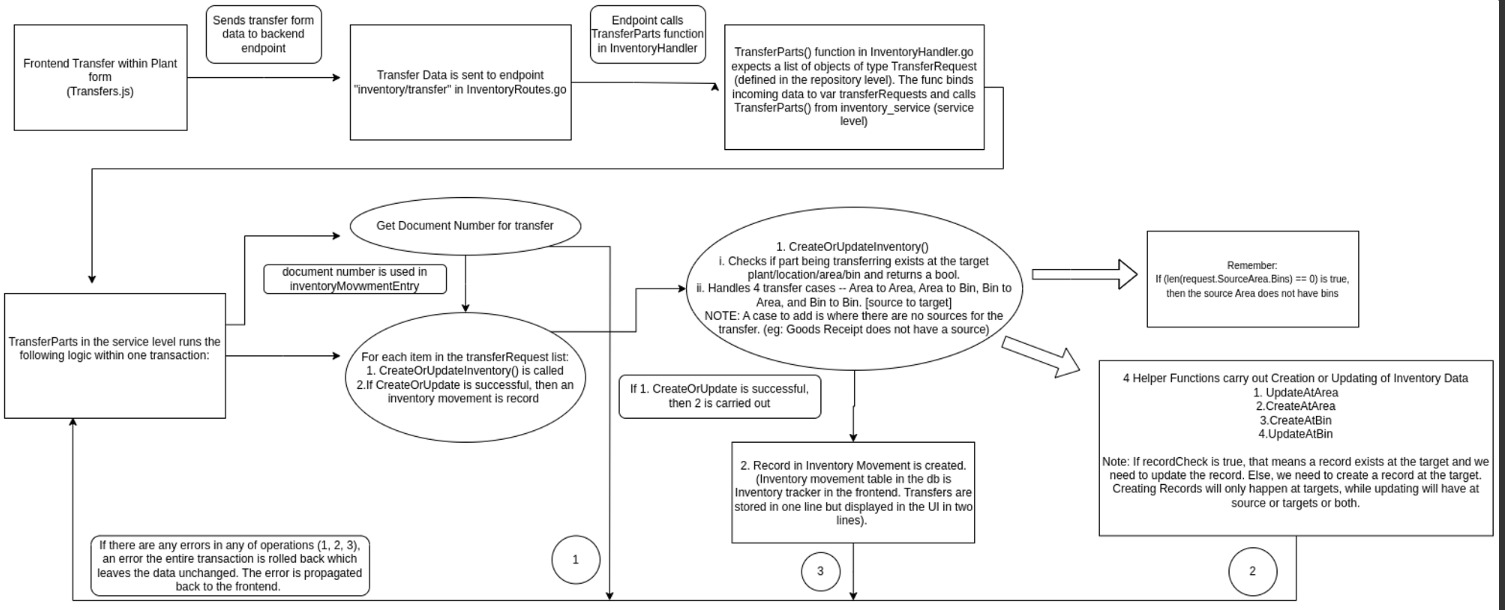 Frontend Transfer within Plant
form
(Transfers.js)
Sends transfer form
data to backend
endpoint
Transfer Data is sent to endpoint
"inventory/transfer" in InventoryRoutes.go
Endpoint calls
TransferParts function
in InventoryHandler
TransferParts() function in InventoryHandler.go
expects a list of objects of type TransferRequest
(defined in the repository level). The func binds
incoming data to var transferRequests and calls
TransferParts() from inventory_service (service
level)
TransferParts in the service level runs the
following logic within one transaction:
Get Document Number for transfer
document number is used in
inventoryMovwmentEntry
For each item in the transferRequest list:
1. CreateOrUpdateInventory() is called
2.If CreateOrUpdate is successful, then an
inventory movement is record
1. CreateOrUpdateInventory()
i. Checks if part being transferring exists at the target
plant/location/area/bin and returns a bool.
ii. Handles 4 transfer cases -- Area to Area, Area to Bin, Bin to
Area, and Bin to Bin. [source to target]
NOTE: A case to add is where there are no sources for the
transfer. (eg: Goods Receipt does not have a source)
Remember:
If (len(request.SourceArea.Bins) == 0) is true,
then the source Area does not have bins
If 1. CreateOrUpdate is successful,
then 2 is carried out
4 Helper Functions carry out Creation or Updating of Inventory Data
1. UpdateAtArea
2.CreateAtArea
3.CreateAtBin
4.UpdateAtBin
Note: If recordCheck is true, that means a record exists at the target and we
need to update the record. Else, we need to create a record at the target.
Creating Records will only happen at targets, while updating will have at
source or targets or both.
2. Record in Inventory Movement is created.
(Inventory movement table in the db is
Inventory tracker in the frontend. Transfers are
stored in one line but displayed in the UI in two
lines).
If there are any errors in any of operations (1, 2, 3),
an error the entire transaction is rolled back which
leaves the data unchanged. The error is propagated
back to the frontend.
1
3
2